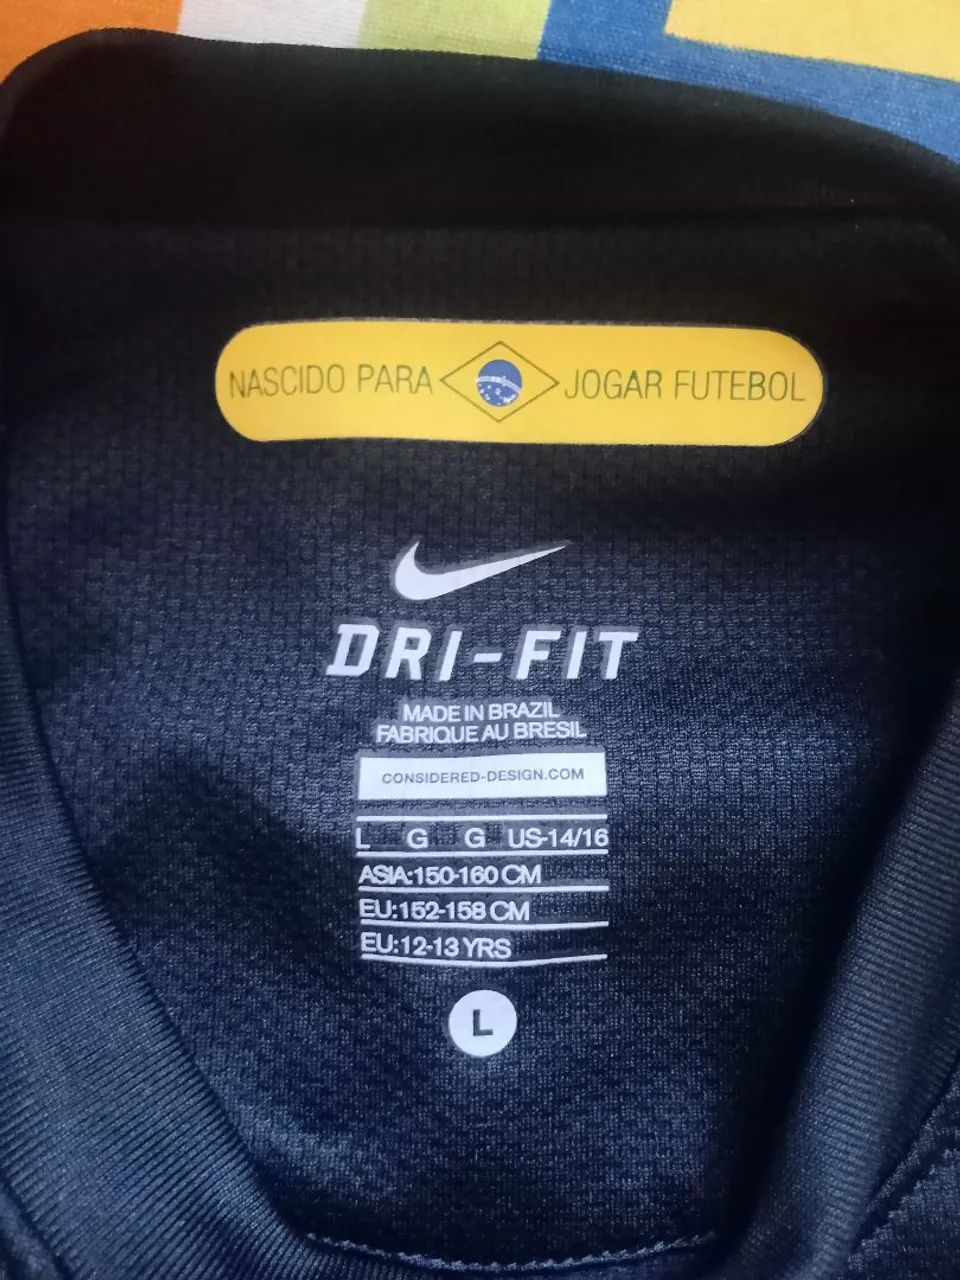 NASCIDO PARA JOGAR FUTEBOL
DRI-FIT
MADE IN BRAZIL
FABRIQUE AU BRESIL
CONSIDERED-DESIGN.COM
L G G US-14/16
ASIA:150-160 CM
EU:152-158 CM
EU:12-13 YRS
L